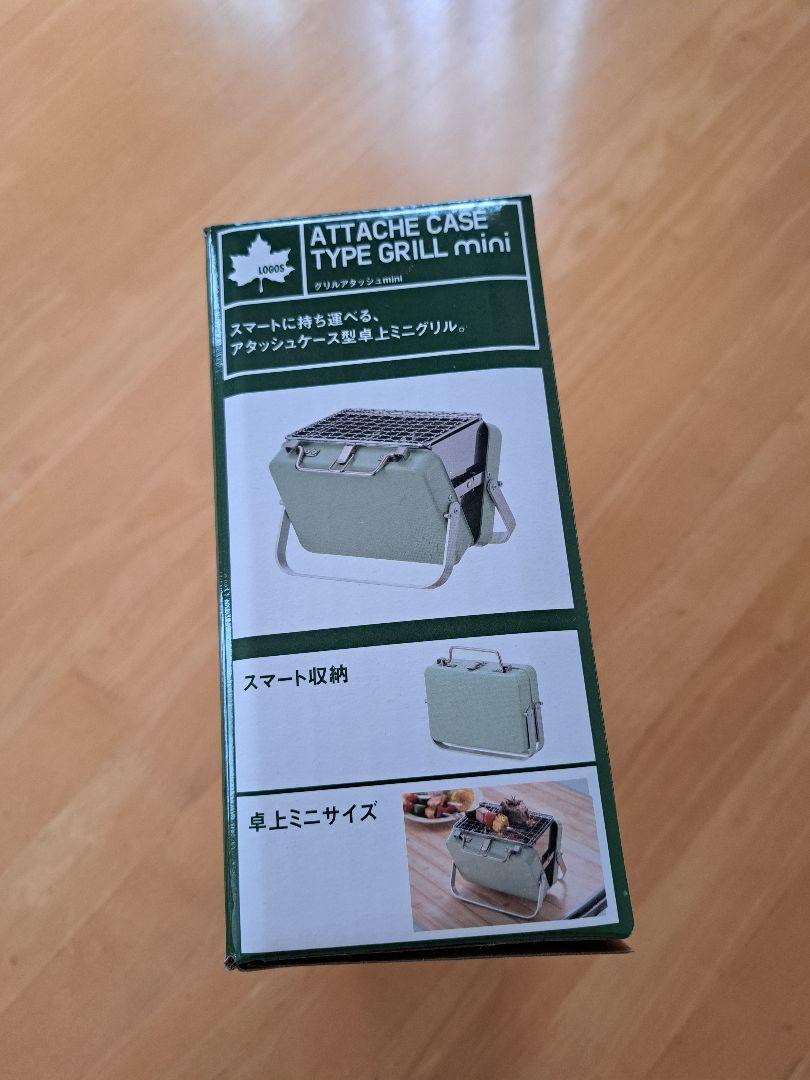 LOGOS
ATTACHE CASE
TYPE GRILL mini
グリルアタッシュmini
スマートに持ち運べる、
アタッシュケース型卓上ミニグリル。
スマート収納
卓上ミニサイズ